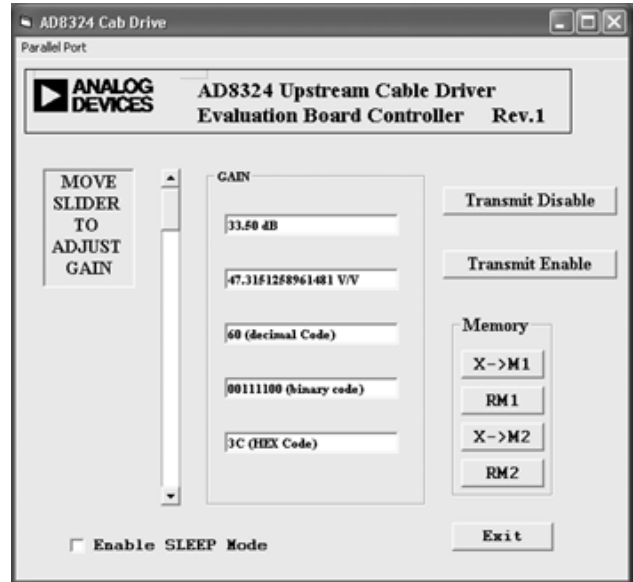 AD8324 Cab Drive
Parallel Port
ANALOG
DEVICES
AD8324 Upstream Cable Driver
Evaluation Board Controller Rev.1
MOVE
SLIDER
TO
ADJUST
GAIN
GAIN
33.50 dB
47.3151258961481 V/V
60 (decimal Code)
00111100 (binary code)
3C (HEX Code)
Transmit Disable
Transmit Enable
Memory
X->M1
RM1
X->M2
RM2
Enable SLEEP Mode
Exit